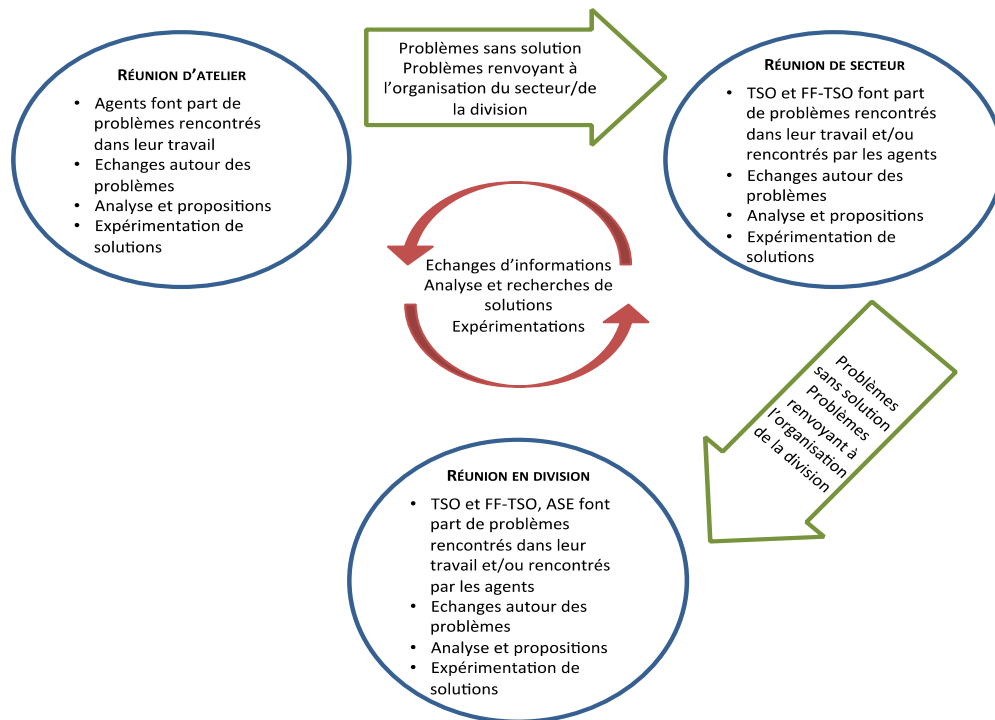 RÉUNION D’ATELIER
• Agents font part de
problèmes rencontrés
dans leur travail
• Echanges autour des
problèmes
• Analyse et propositions
• Expérimentation de
solutions
Problèmes sans solution
Problèmes renvoyant à
l’organisation du secteur/de
la division
RÉUNION DE SECTEUR
• TSO et FF-TSO font part
de problèmes rencontrés
dans leur travail et/ou
rencontrés par les agents
• Echanges autour des
problèmes
• Analyse et propositions
• Expérimentation de
solutions
Echanges d’informations
Analyse et recherches de
solutions
Expérimentations
Problèmes
sans solution
Problèmes
renvoyant à
l’organisation
de la division
RÉUNION EN DIVISION
• TSO et FF-TSO, ASE font
part de problèmes
rencontrés dans leur
travail et/ou rencontrés
par les agents
• Echanges autour des
problèmes
• Analyse et propositions
• Expérimentation de
solutions